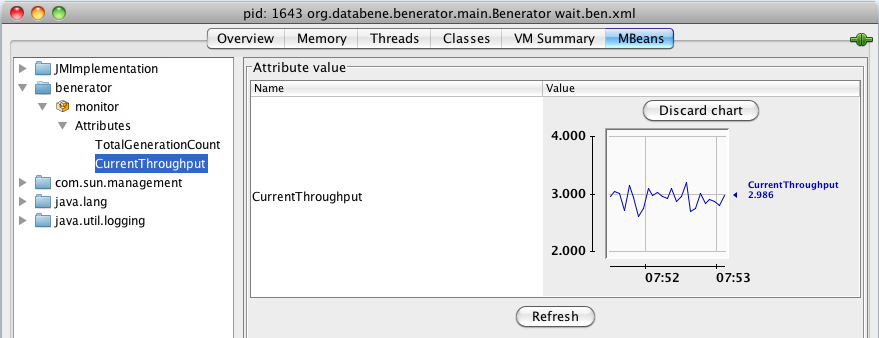 pid: 1643 org.databene.benerator.main.Benerator wait.ben.xml
Overview Memory Threads Classes VM Summary MBeans
JMImplementation
benerator
monitor
Attributes
TotalGenerationCount
CurrentThroughput
com.sun.management
java.lang
java.util.logging
Attribute value
Name Value
CurrentThroughput
Discard chart
4.000
3.000
2.000
CurrentThroughput
2.986
07:52 07:53
Refresh